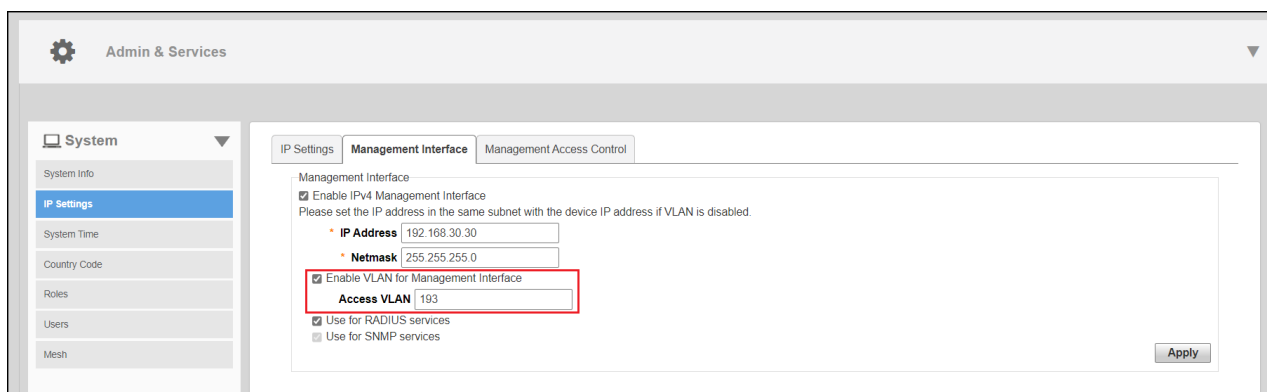 Admin & Services
System
System Info
IP Settings
System Time
Country Code
Roles
Users
Mesh
IP Settings
Management Interface
Management Access Control
Management Interface
Enable IPv4 Management Interface
Please set the IP address in the same subnet with the device IP address if VLAN is disabled.
* IP Address 192.168.30.30
* Netmask 255.255.255.0
Enable VLAN for Management Interface
Access VLAN 193
Use for RADIUS services
Use for SNMP services
Apply